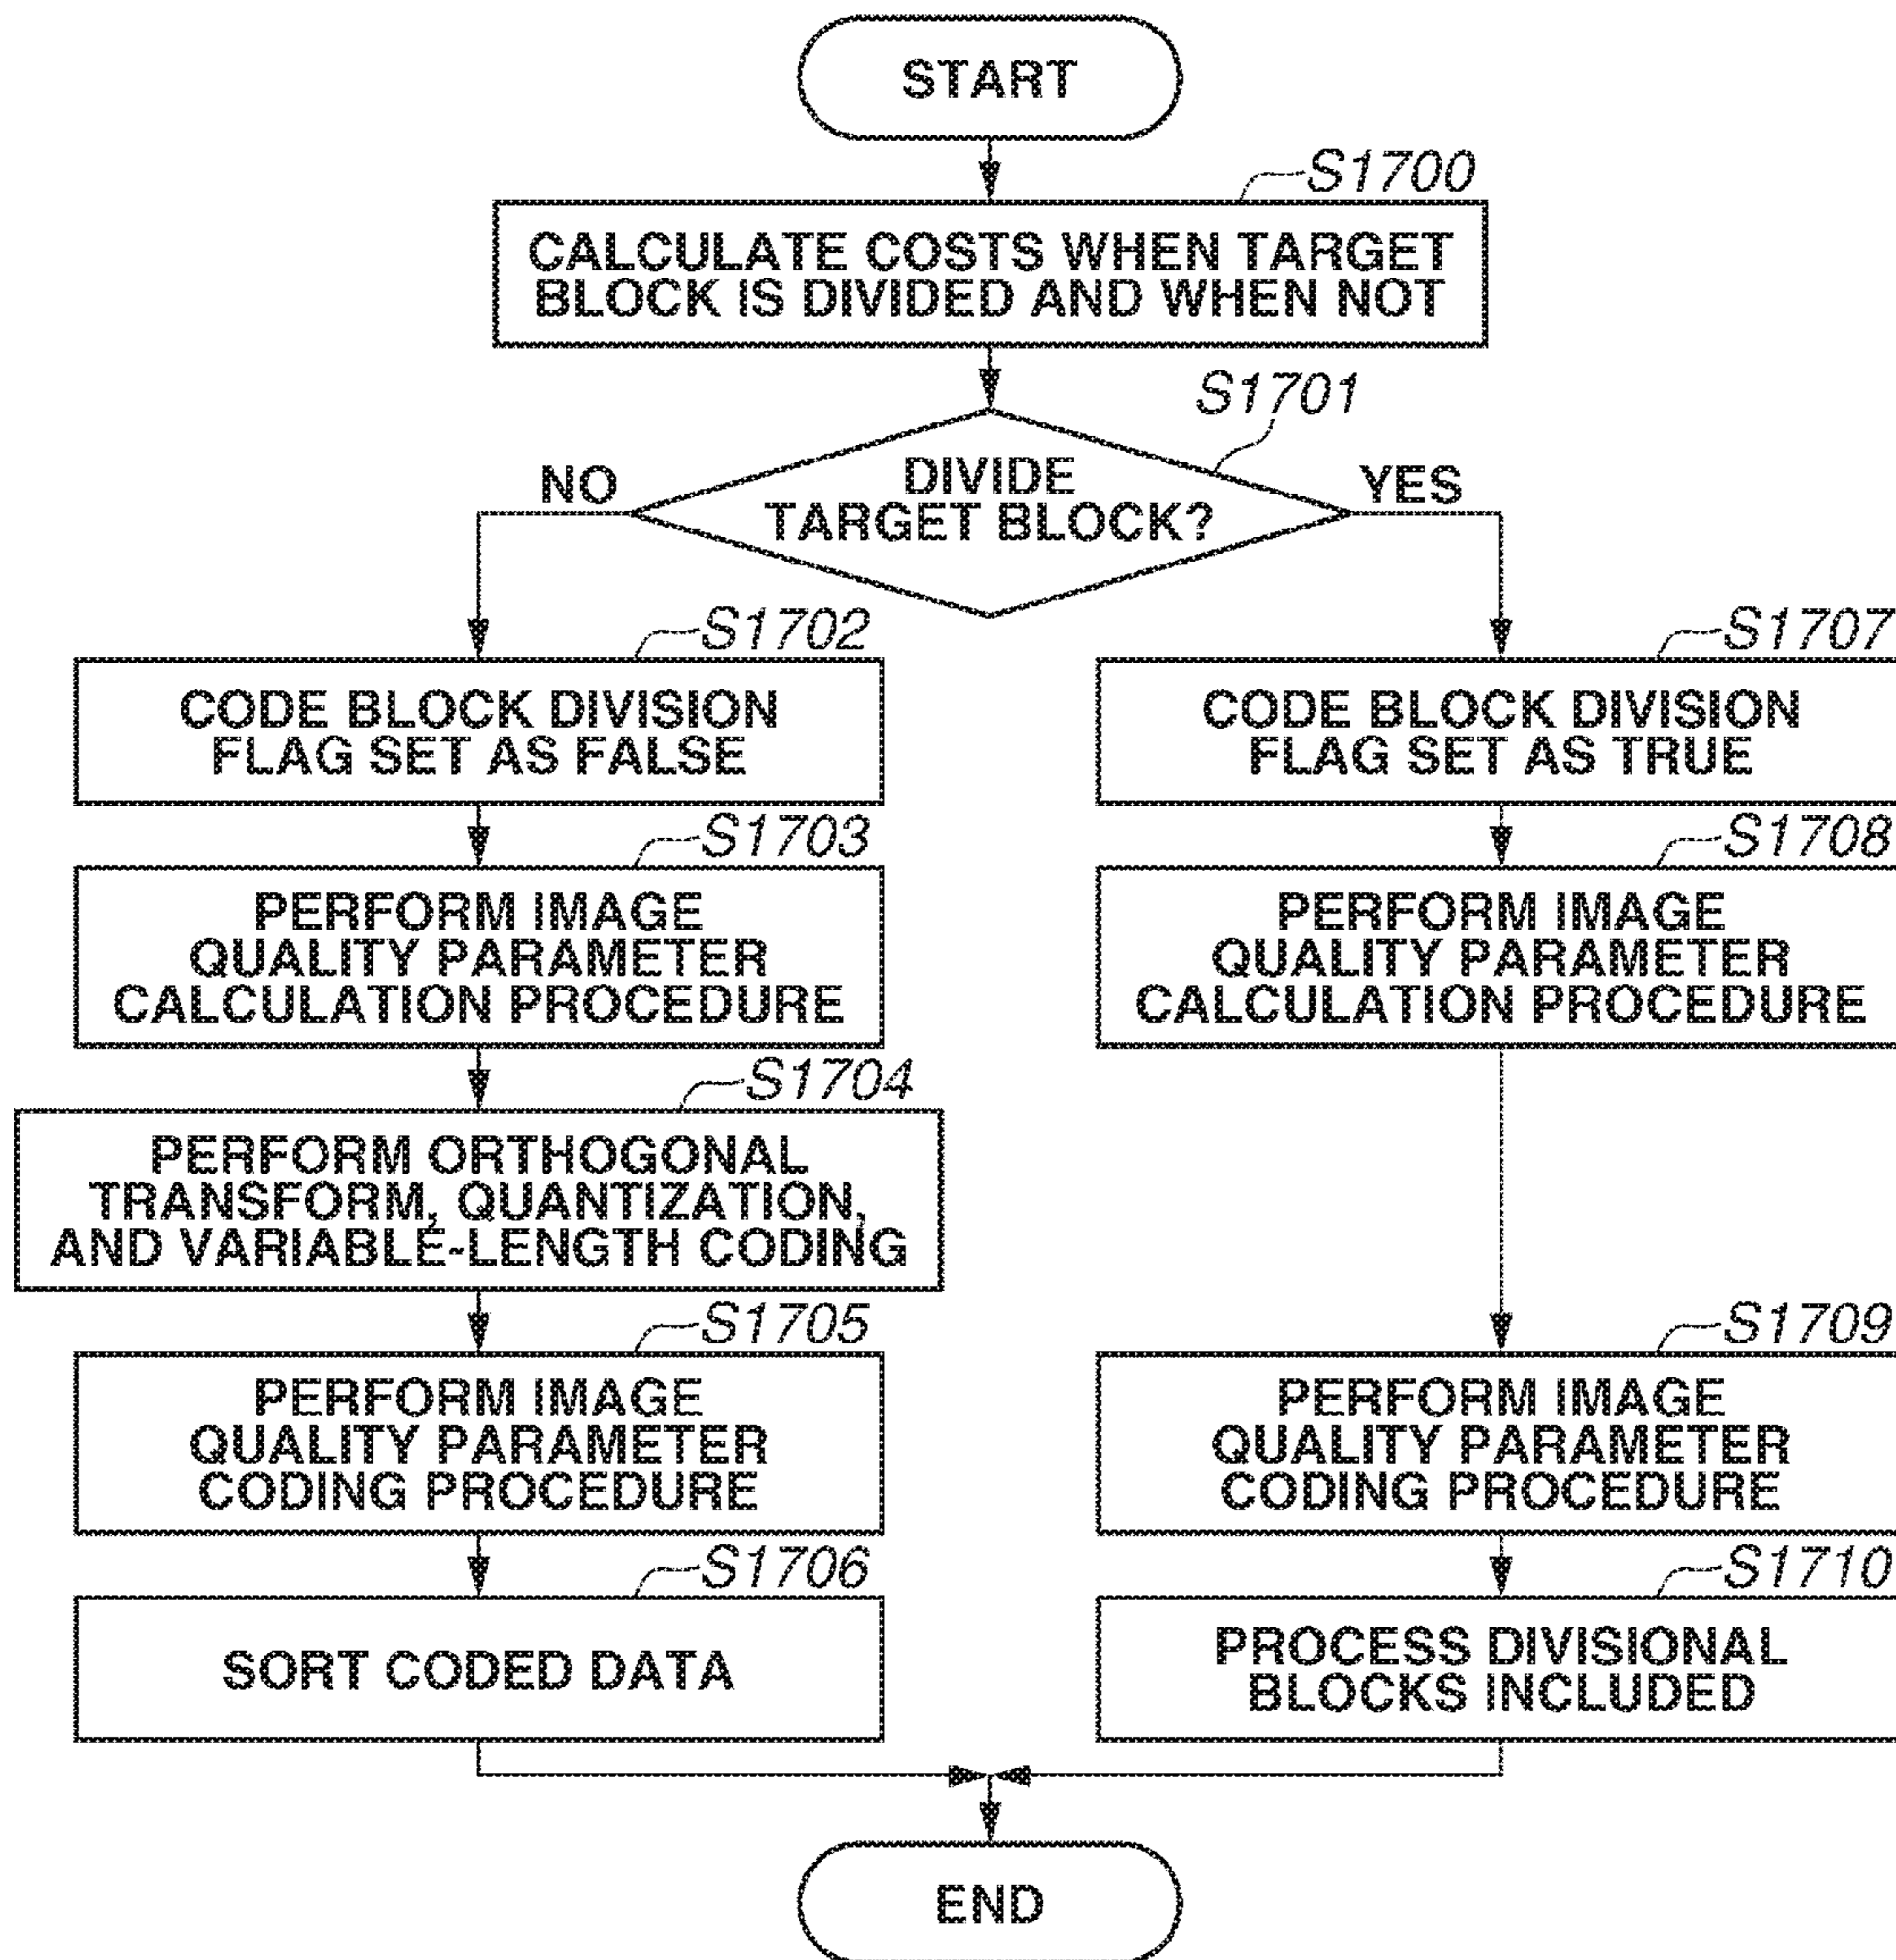 START
S1700
CALCULATE COSTS WHEN TARGET
BLOCK IS DIVIDED AND WHEN NOT
S1701
DIVIDE
TARGET BLOCK?
NO
YES
S1702
CODE BLOCK DIVISION
FLAG SET AS FALSE
S1703
PERFORM IMAGE
QUALITY PARAMETER
CALCULATION PROCEDURE
S1704
PERFORM ORTHOGONAL
TRANSFORM, QUANTIZATION,
AND VARIABLE-LENGTH CODING
S1705
PERFORM IMAGE
QUALITY PARAMETER
CODING PROCEDURE
S1706
SORT CODED DATA
S1707
CODE BLOCK DIVISION
FLAG SET AS TRUE
S1708
PERFORM IMAGE
QUALITY PARAMETER
CALCULATION PROCEDURE
S1709
PERFORM IMAGE
QUALITY PARAMETER
CODING PROCEDURE
S1710
PROCESS DIVISIONAL
BLOCKS INCLUDED
END